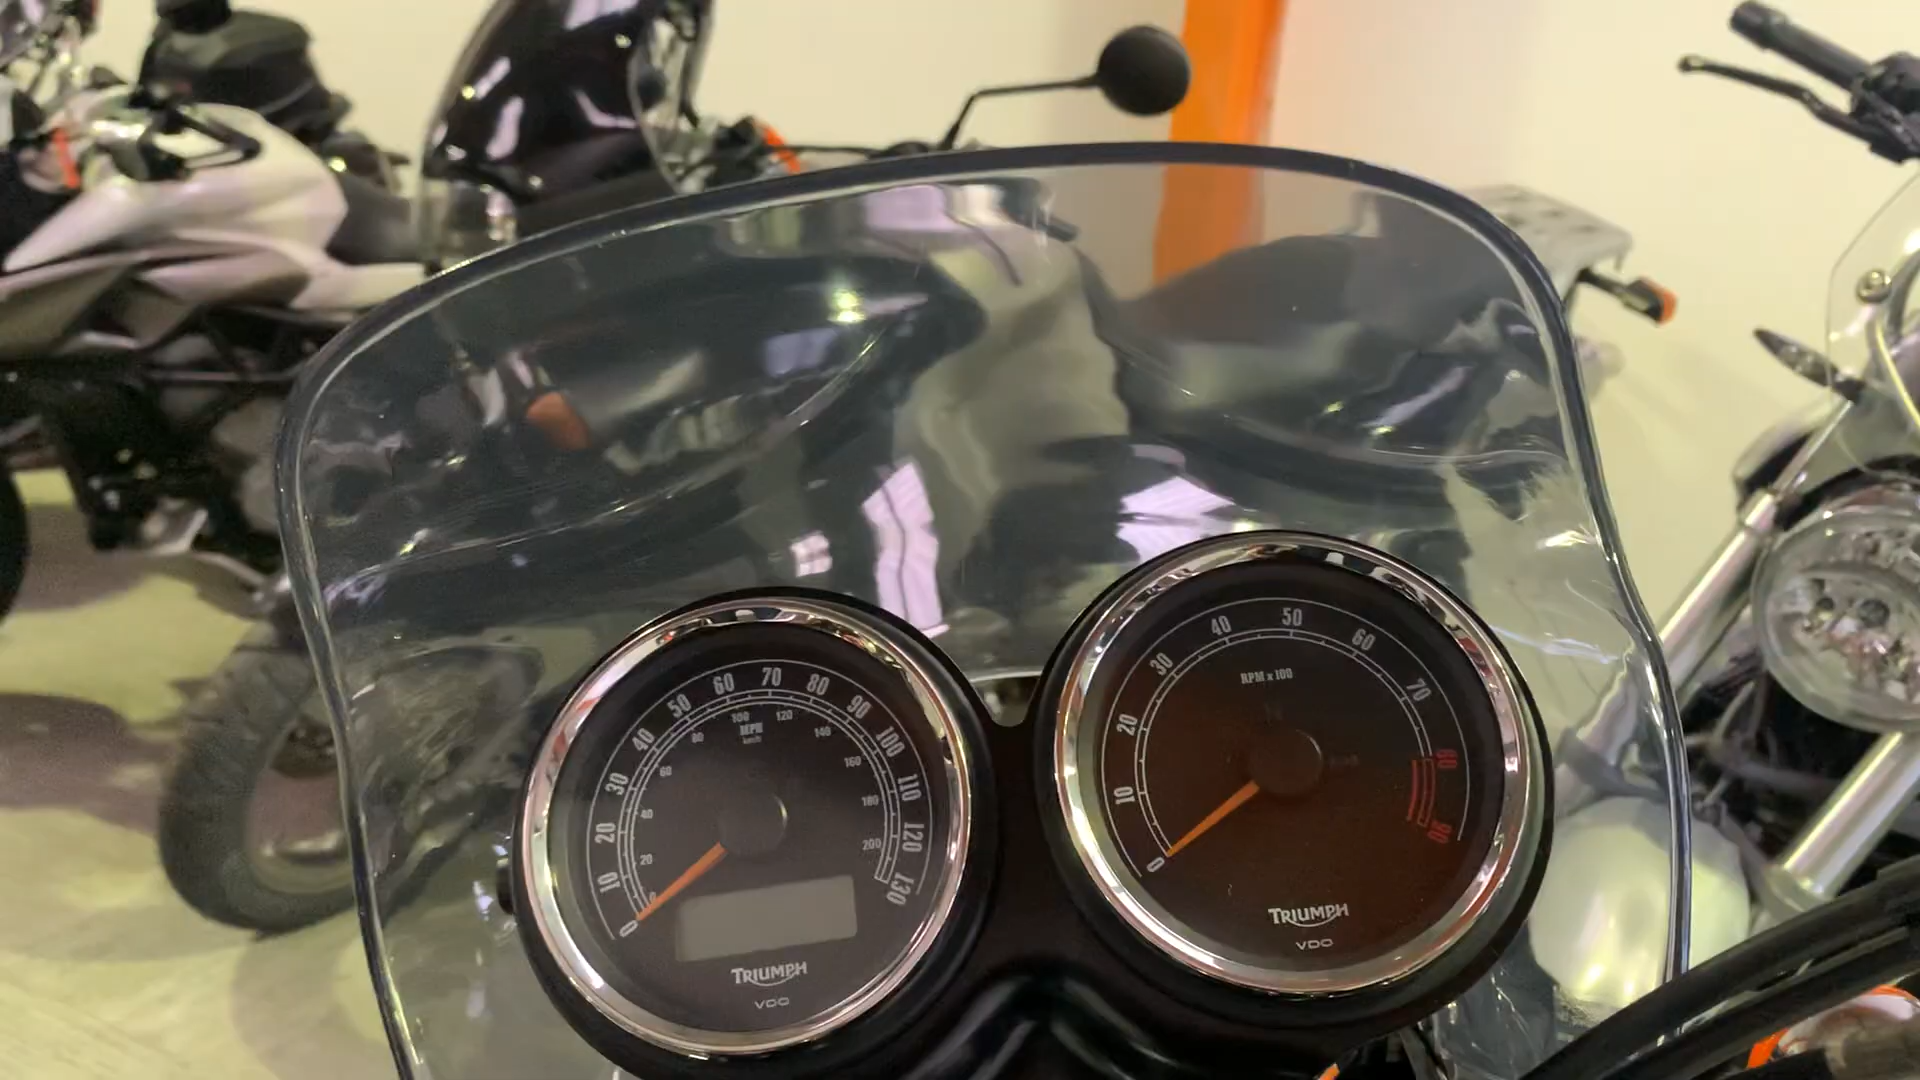 0 10 20 30 40 50 60 70 80 90 100 110 120 130
0 20 40 60 80 100 120 140 160 180 200
MPH
km/h
TRIUMPH
VDO
0 10 20 30 40 50 60 70 80 90
RPM x 100
TRIUMPH
VDO